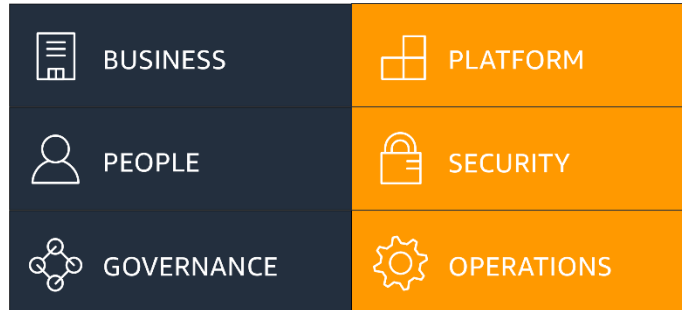 BUSINESS
PLATFORM
PEOPLE
SECURITY
GOVERNANCE
OPERATIONS